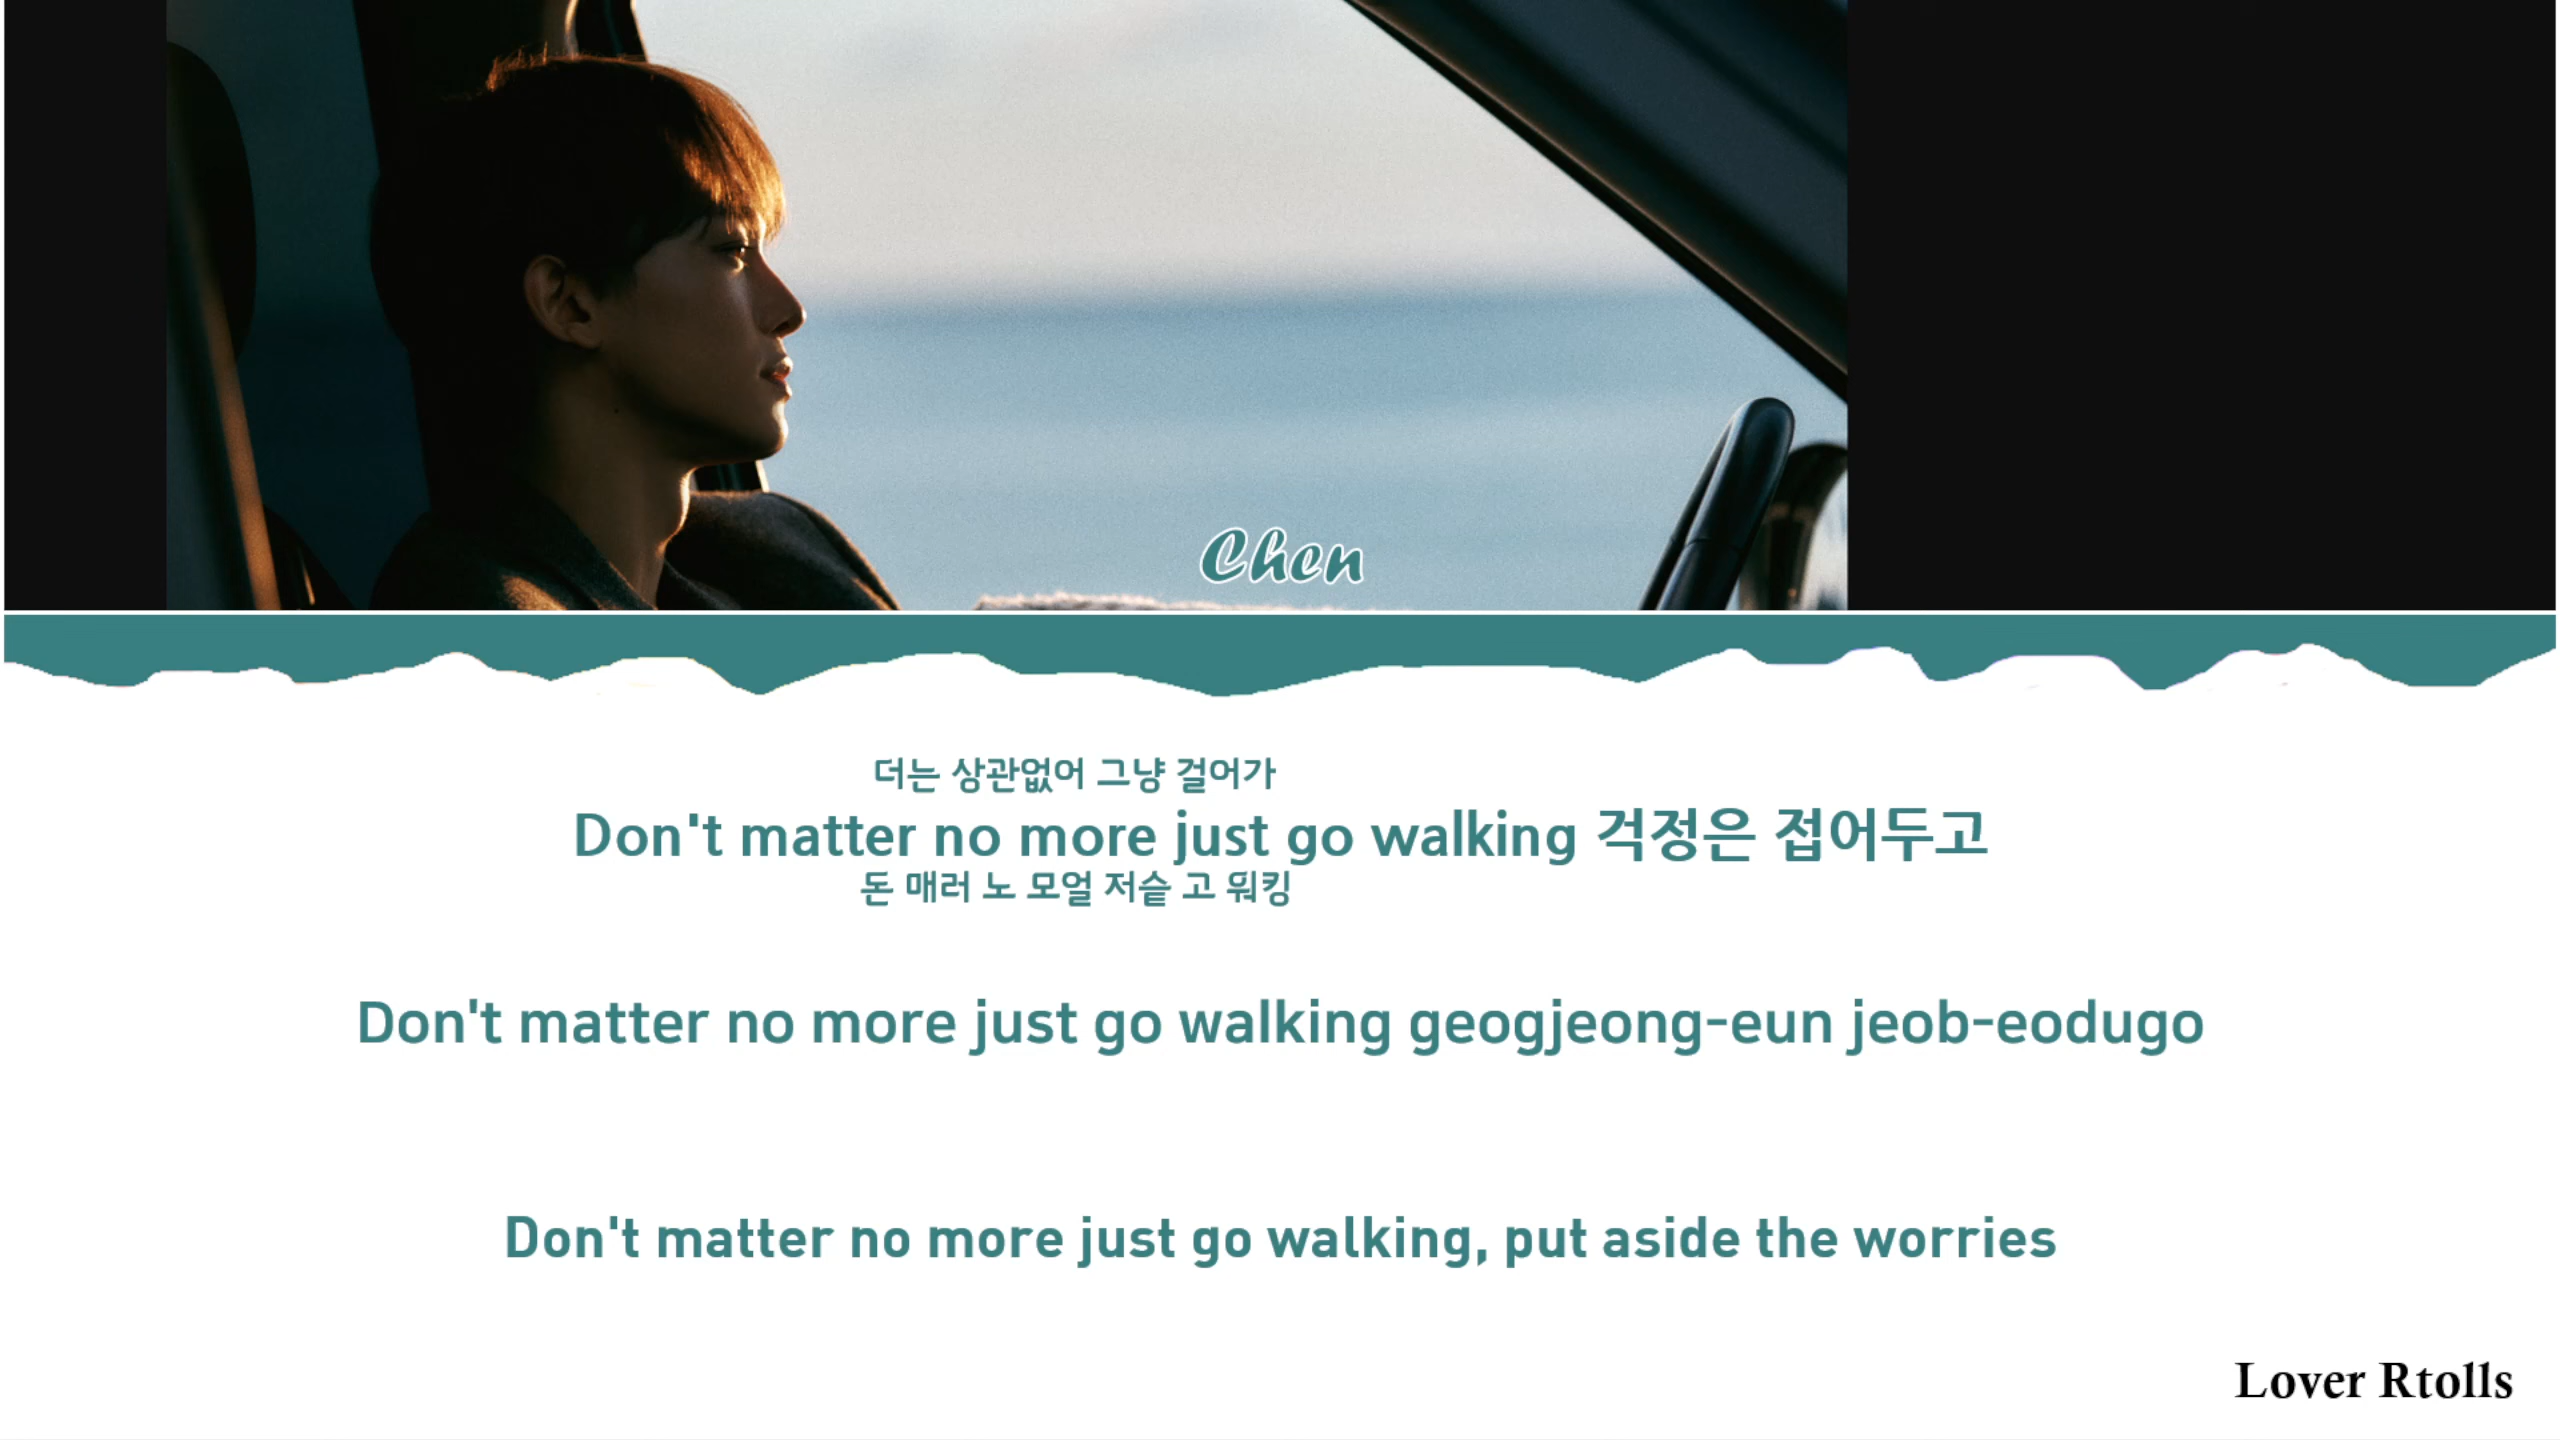 Chen
더는 상관없어 그냥 걸어가
Don't matter no more just go walking 걱정은 접어두고
돈 매러 노 모얼 저슽 고 워킹
Don't matter no more just go walking geogjeong-eun jeob-eodugo
Don't matter no more just go walking, put aside the worries
Lover Rtolls